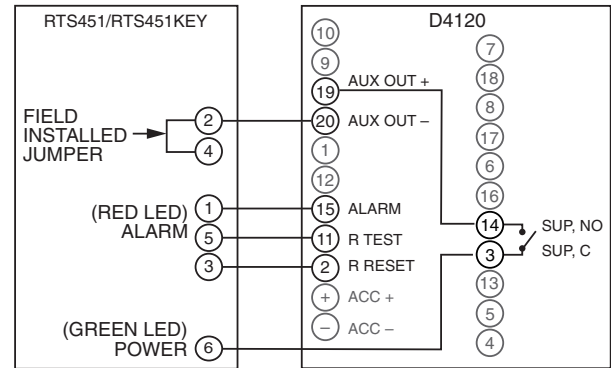 RTS451/RTS451KEY
FIELD
INSTALLED
JUMPER
2
4
(RED LED)
ALARM
1
5
3
(GREEN LED)
POWER
6
D4120
10
9
19 AUX OUT +
20 AUX OUT –
1
12
15 ALARM
11 R TEST
2 R RESET
+ ACC +
– ACC –
7
18
8
17
6
16
14 SUP, NO
3 SUP, C
13
5
4